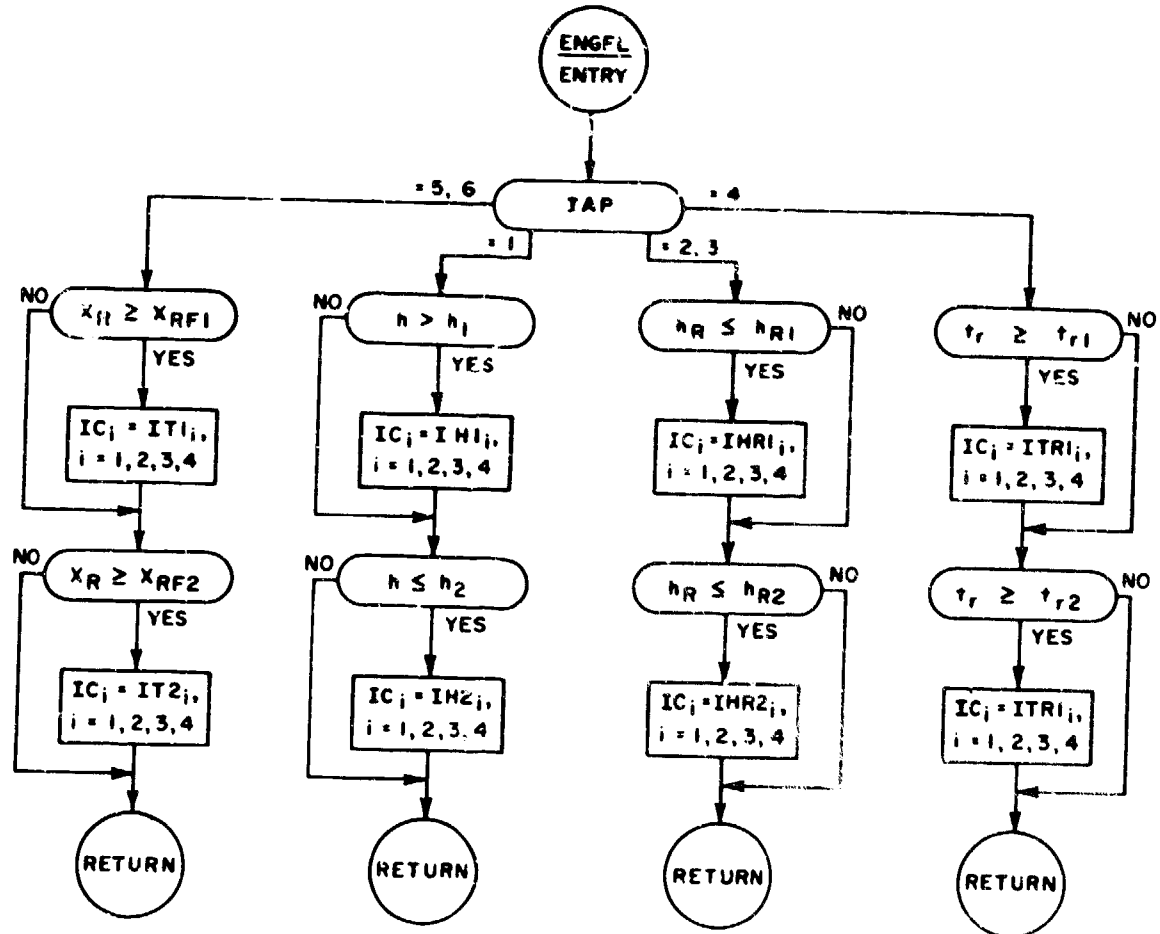 ENGFL
ENTRY
IAP
= 5, 6
= 1
= 2, 3
= 4
NO
x_R ≥ x_RF1
YES
IC_i = IT1_i,
i = 1, 2, 3, 4
NO
x_R ≥ x_RF2
YES
IC_i = IT2_i,
i = 1, 2, 3, 4
RETURN
NO
h > h_1
YES
IC_i = IH1_i,
i = 1, 2, 3, 4
NO
h ≤ h_2
YES
IC_i = IH2_i,
i = 1, 2, 3, 4
RETURN
h_R ≤ h_R1
NO
YES
IC_i = IHR1_i,
i = 1, 2, 3, 4
h_R ≤ h_R2
NO
YES
IC_i = IHR2_i,
i = 1, 2, 3, 4
RETURN
t_r ≥ t_r1
NO
YES
IC_i = ITR1_i,
i = 1, 2, 3, 4
t_r ≥ t_r2
NO
YES
IC_i = ITR1_i,
i = 1, 2, 3, 4
RETURN